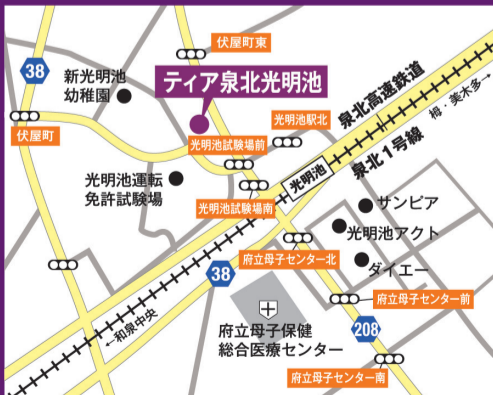 伏屋町東
38
新光明池
幼稚園
ティア泉北光明池
泉北高速鉄道
栂・美木多→
伏屋町
光明池駅北
光明池試験場前
泉北1号線
光明池
光明池運転
免許試験場
光明池試験場南
サンピア
光明池アクト
府立母子センター北
ダイエー
38
←和泉中央
府立母子センター前
府立母子保健
総合医療センター
208
府立母子センター南